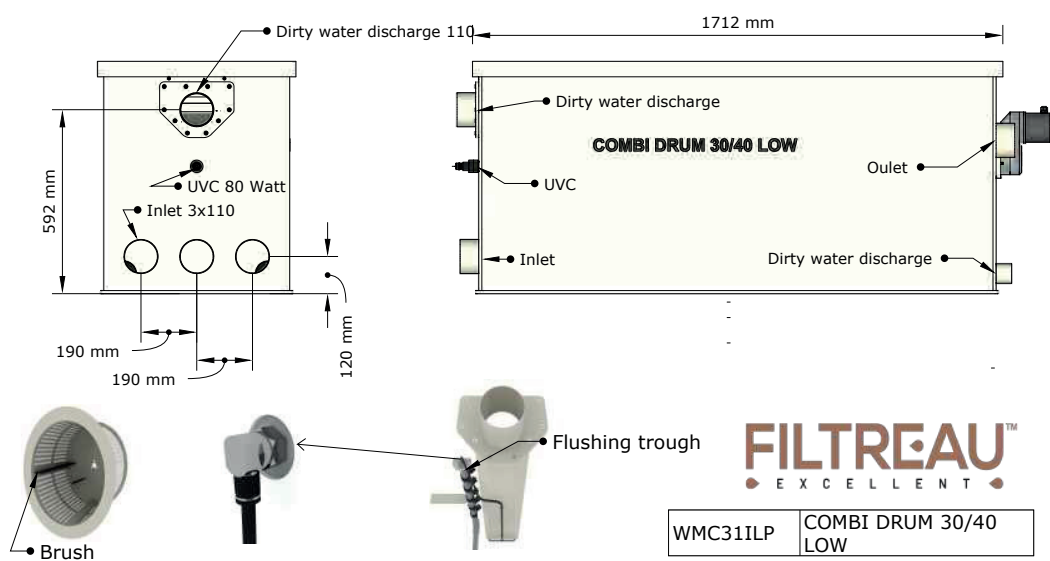 Dirty water discharge 110
592 mm
UVC 80 Watt
Inlet 3x110
190 mm
190 mm
120 mm
1712 mm
Dirty water discharge
COMBI DRUM 30/40 LOW
UVC
Oulet
Inlet
Dirty water discharge
Brush
Flushing trough
FILTREAU™
EXCELLENT
WMC31ILP
COMBI DRUM 30/40
LOW